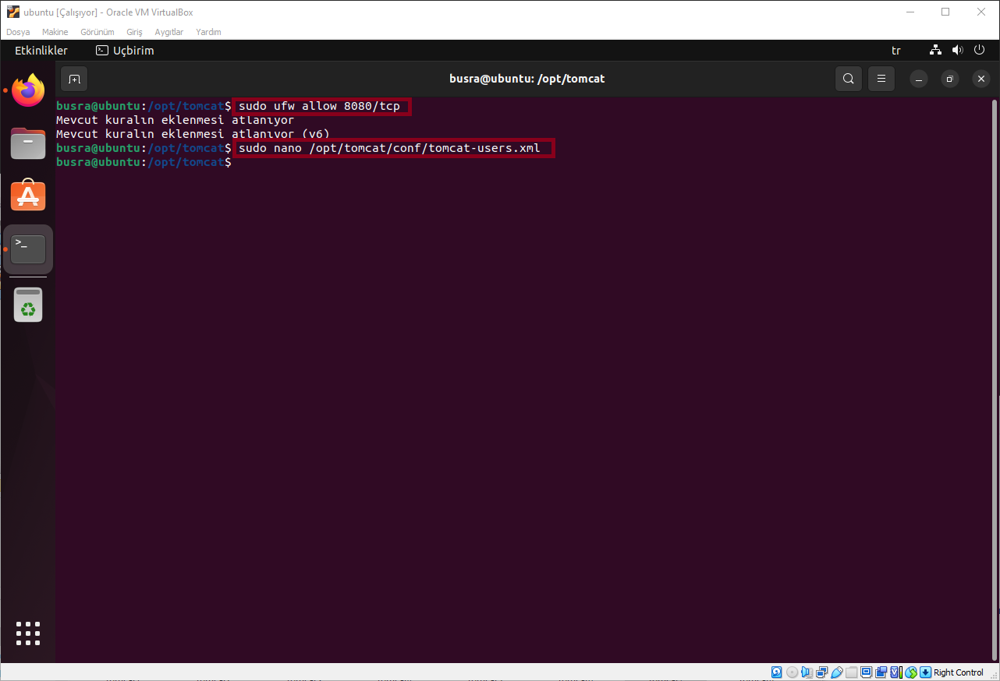 ubuntu [Çalışıyor] - Oracle VM VirtualBox
Dosya Makine Görünüm Giriş Aygıtlar Yardım
Etkinlikler Uçbirim tr
busra@ubuntu: /opt/tomcat
busra@ubuntu:/opt/tomcat$ sudo ufw allow 8080/tcp
Mevcut kuralın eklenmesi atlanıyor
Mevcut kuralın eklenmesi atlanıyor (v6)
busra@ubuntu:/opt/tomcat$ sudo nano /opt/tomcat/conf/tomcat-users.xml
busra@ubuntu:/opt/tomcat$
Right Control